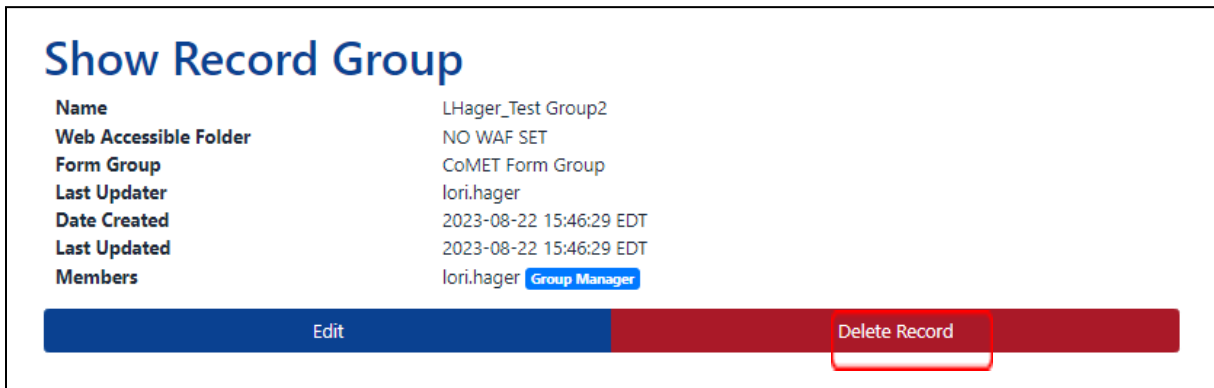 Show Record Group
Name LHager_Test Group2
Web Accessible Folder NO WAF SET
Form Group CoMET Form Group
Last Updater lori.hager
Date Created 2023-08-22 15:46:29 EDT
Last Updated 2023-08-22 15:46:29 EDT
Members lori.hager Group Manager
Edit Delete Record